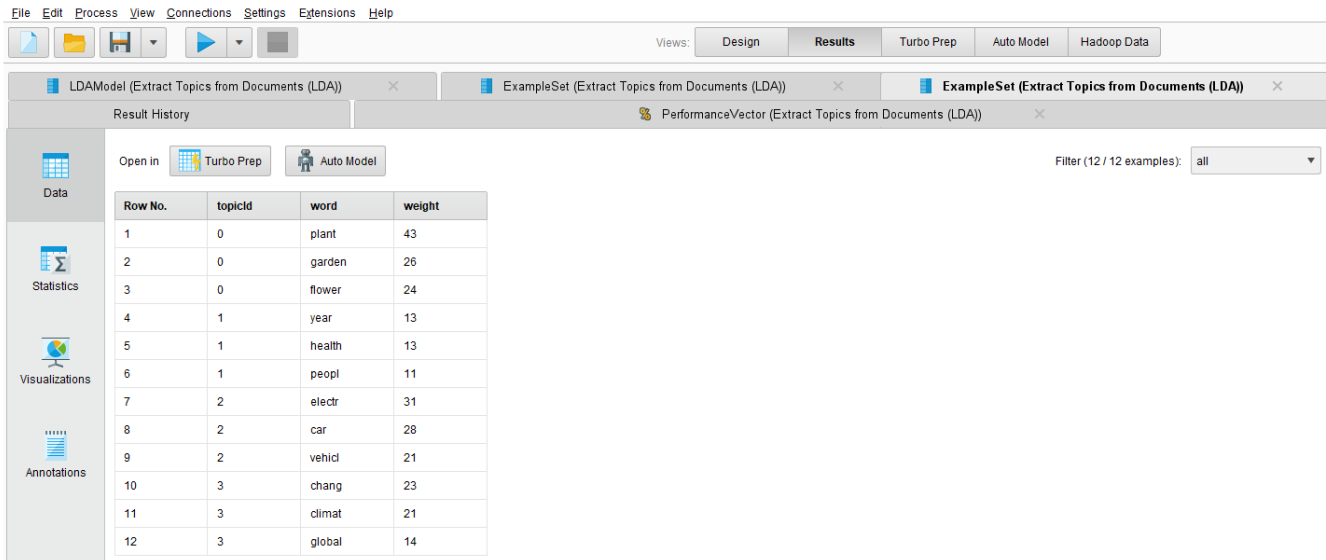 File Edit Process View Connections Settings Extensions Help
Views: Design Results Turbo Prep Auto Model Hadoop Data
LDAModel (Extract Topics from Documents (LDA)) ExampleSet (Extract Topics from Documents (LDA)) ExampleSet (Extract Topics from Documents (LDA))
Result History % PerformanceVector (Extract Topics from Documents (LDA))
Data
Statistics
Visualizations
Annotations
Open in Turbo Prep Auto Model Filter (12 / 12 examples): all
Row No. topicId word weight
1 0 plant 43
2 0 garden 26
3 0 flower 24
4 1 year 13
5 1 health 13
6 1 peopl 11
7 2 electr 31
8 2 car 28
9 2 vehicl 21
10 3 chang 23
11 3 climat 21
12 3 global 14